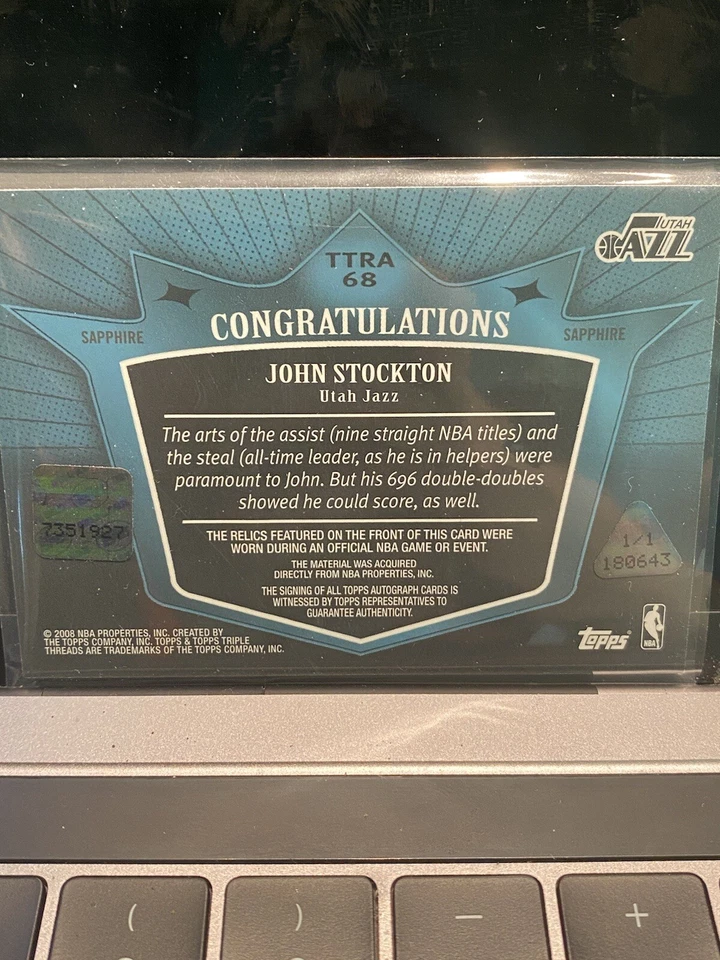 TTRA
68
UTAH
JAZZ
SAPPHIRE
CONGRATULATIONS
SAPPHIRE
JOHN STOCKTON
Utah Jazz
The arts of the assist (nine straight NBA titles) and
the steal (all-time leader, as he is in helpers) were
paramount to John. But his 696 double-doubles
showed he could score, as well.
7351927
THE RELICS FEATURED ON THE FRONT OF THIS CARD WERE
WORN DURING AN OFFICIAL NBA GAME OR EVENT.
1/1
180643
THE MATERIAL WAS ACQUIRED
DIRECTLY FROM NBA PROPERTIES, INC.
THE SIGNING OF ALL TOPPS AUTOGRAPH CARDS IS
WITNESSED BY TOPPS REPRESENTATIVES TO
GUARANTEE AUTHENTICITY.
© 2008 NBA PROPERTIES, INC. CREATED BY
THE TOPPS COMPANY, INC. TOPPS & TOPPS TRIPLE
THREADS ARE TRADEMARKS OF THE TOPPS COMPANY, INC.
topps
NBA
( ) – +